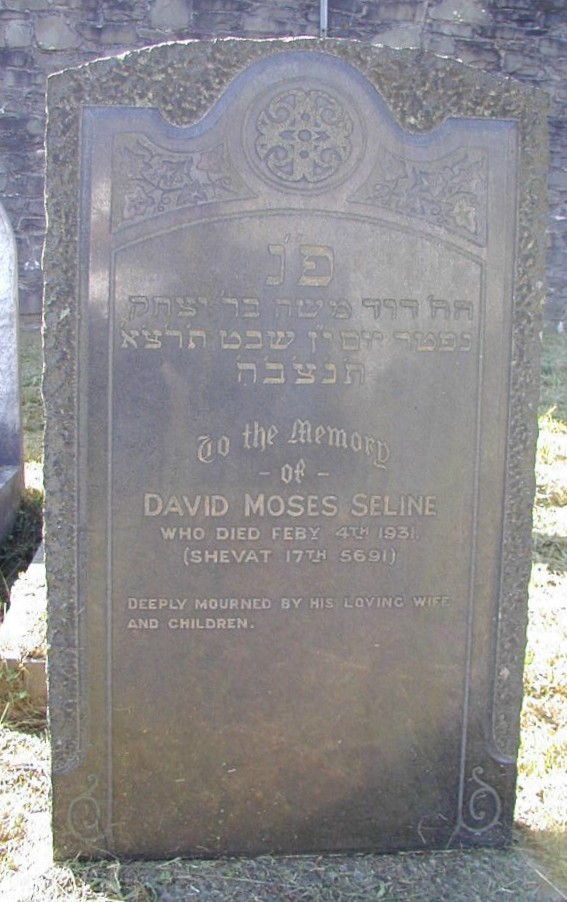 פ״נ
הח׳ דוד משה בר׳ יצחק
נפטר יום י״ז שבט תרצ״א
ת׳נ׳צ׳ב׳ה׳
To the Memory
- of -
DAVID MOSES SELINE
WHO DIED FEBY 4TH 1931.
(SHEVAT 17TH 5691)
DEEPLY MOURNED BY HIS LOVING WIFE
AND CHILDREN.